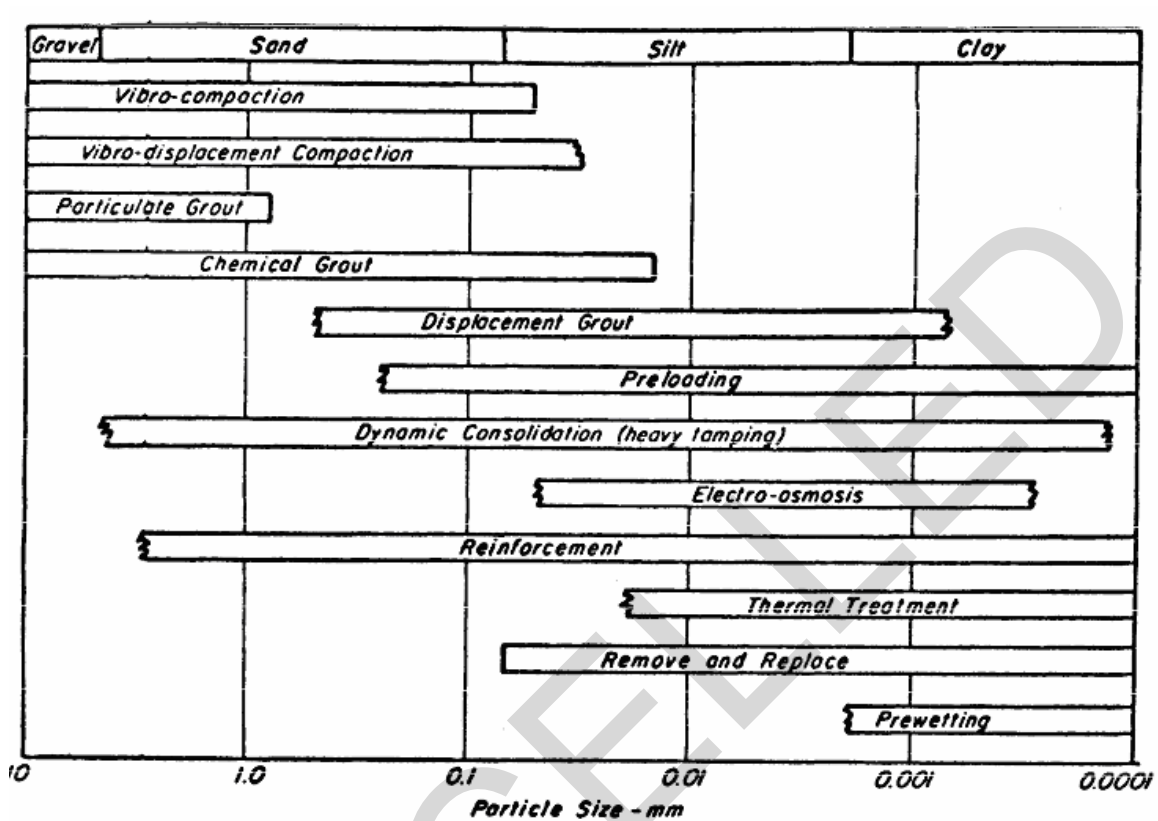 Gravel Sand Silt Clay
Vibro-compaction
Vibro-displacement Compaction
Particulate Grout
Chemical Grout
Displacement Grout
Preloading
Dynamic Consolidation (heavy tamping)
Electro-osmosis
Reinforcement
Thermal Treatment
Remove and Replace
Prewetting
10 1.0 0.1 0.01 0.001 0.0001
Particle Size - mm
CELLED